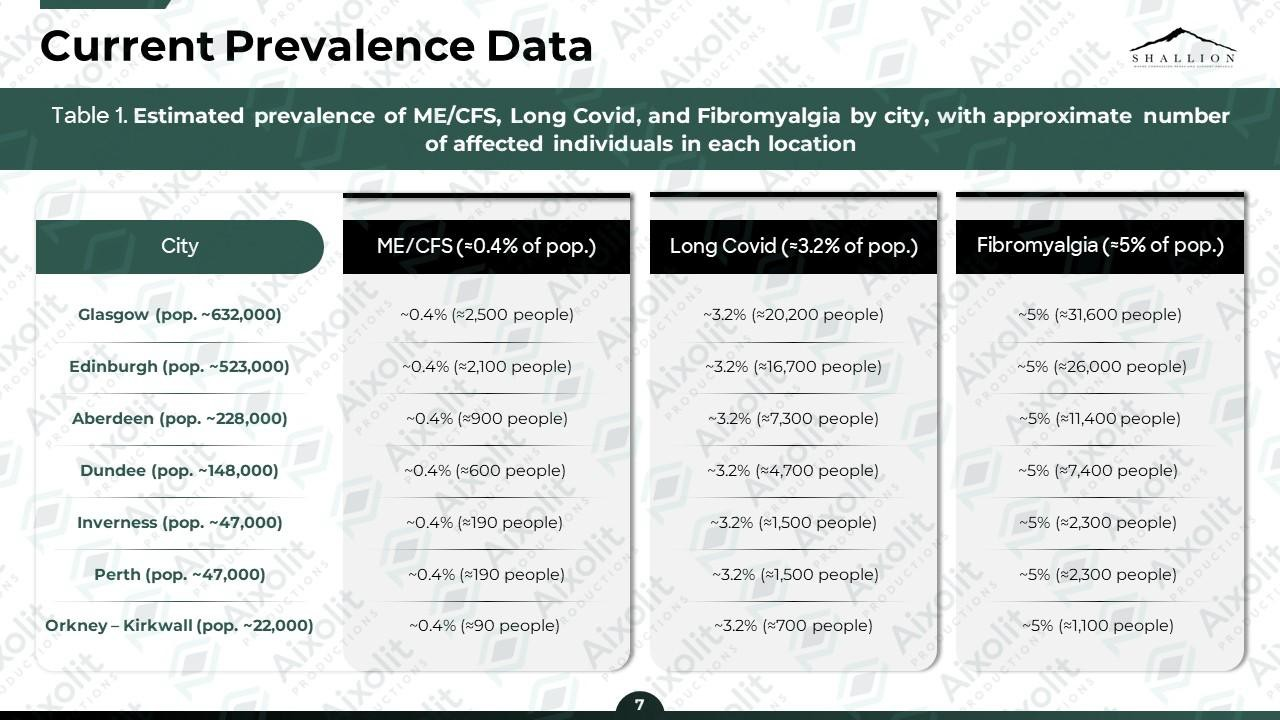 Current Prevalence Data
SHALLION
Table 1. Estimated prevalence of ME/CFS, Long Covid, and Fibromyalgia by city, with approximate number
of affected individuals in each location
City ME/CFS (≈0.4% of pop.) Long Covid (≈3.2% of pop.) Fibromyalgia (≈5% of pop.)
Glasgow (pop. ~632,000) ~0.4% (≈2,500 people) ~3.2% (≈20,200 people) ~5% (≈31,600 people)
Edinburgh (pop. ~523,000) ~0.4% (≈2,100 people) ~3.2% (≈16,700 people) ~5% (≈26,000 people)
Aberdeen (pop. ~228,000) ~0.4% (≈900 people) ~3.2% (≈7,300 people) ~5% (≈11,400 people)
Dundee (pop. ~148,000) ~0.4% (≈600 people) ~3.2% (≈4,700 people) ~5% (≈7,400 people)
Inverness (pop. ~47,000) ~0.4% (≈190 people) ~3.2% (≈1,500 people) ~5% (≈2,300 people)
Perth (pop. ~47,000) ~0.4% (≈190 people) ~3.2% (≈1,500 people) ~5% (≈2,300 people)
Orkney – Kirkwall (pop. ~22,000) ~0.4% (≈90 people) ~3.2% (≈700 people) ~5% (≈1,100 people)
7
Aixolit
PRODUCTIONS